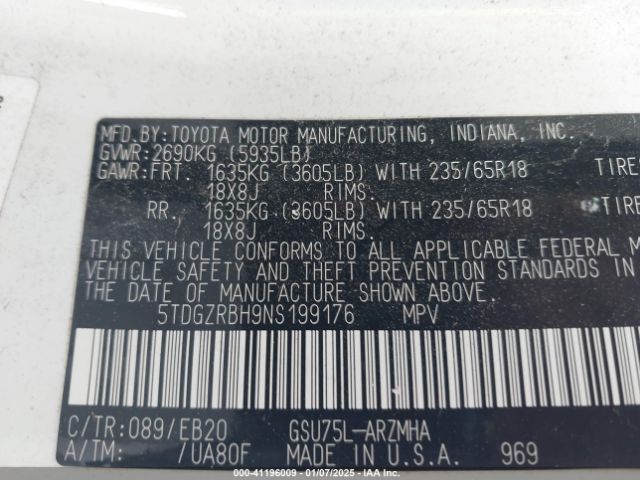 MFD.BY:TOYOTA MOTOR MANUFACTURING, INDIANA, INC.
GVWR:2690KG (5935LB)
GAWR:FRT. 1635KG (3605LB) WITH 235/65R18 TIRE
18X8J RIMS.
RR. 1635KG (3605LB) WITH 235/65R18 TIRE
18X8J RIMS.
THIS VEHICLE CONFORMS TO ALL APPLICABLE FEDERAL M
VEHICLE SAFETY AND THEFT PREVENTION STANDARDS IN
THE DATE OF MANUFACTURE SHOWN ABOVE.
5TDGZRBH9NS199176 MPV
C/TR:089/EB20 GSU75L-ARZMHA
A/TM: /UA80F MADE IN U.S.A. 969
000-41196009 - 01/07/2025 - IAAI